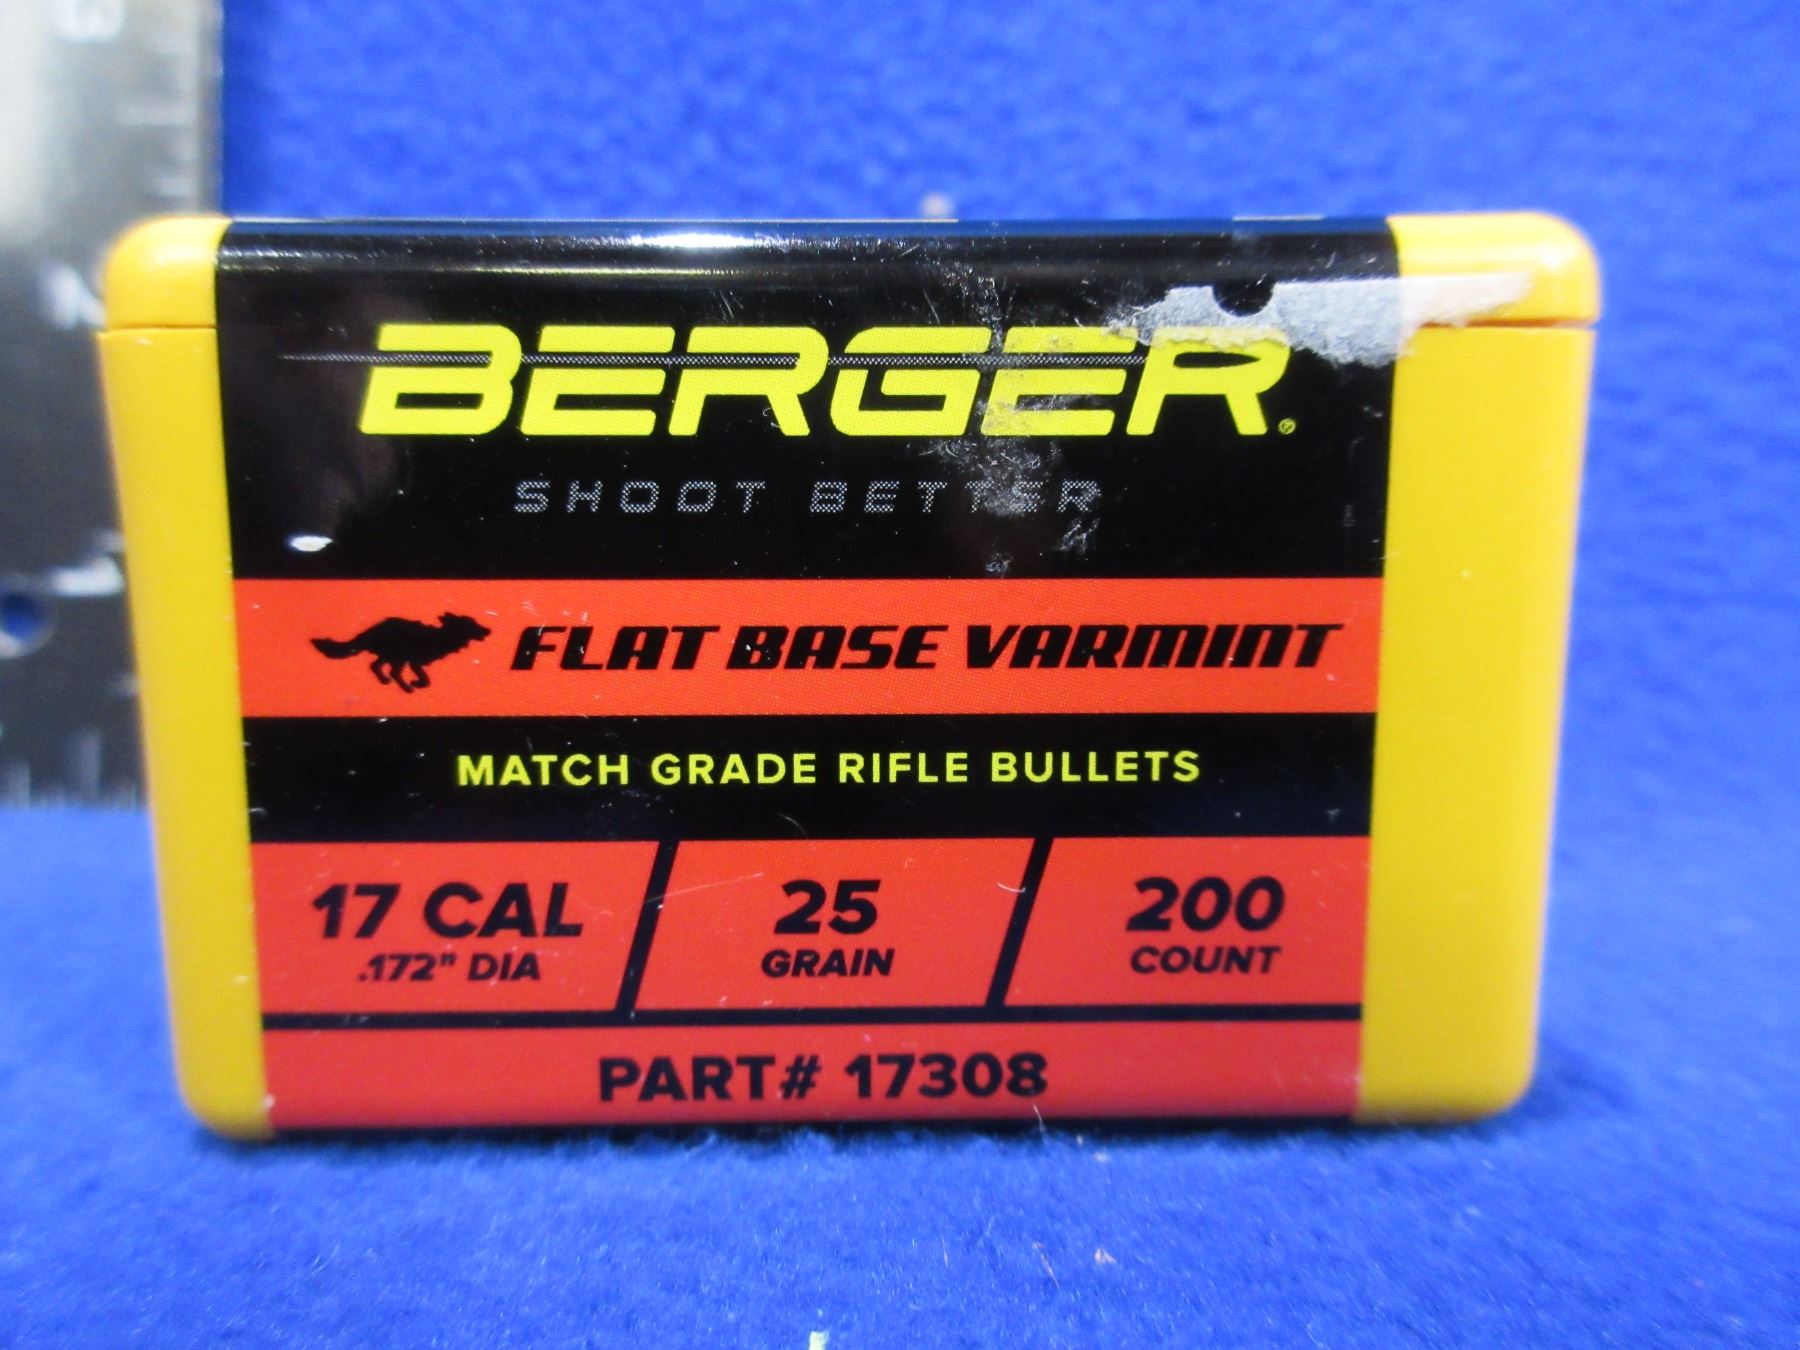 BERGER®
SHOOT BETTER
FLAT BASE VARMINT
MATCH GRADE RIFLE BULLETS
17 CAL
.172" DIA
25
GRAIN
200
COUNT
PART# 17308